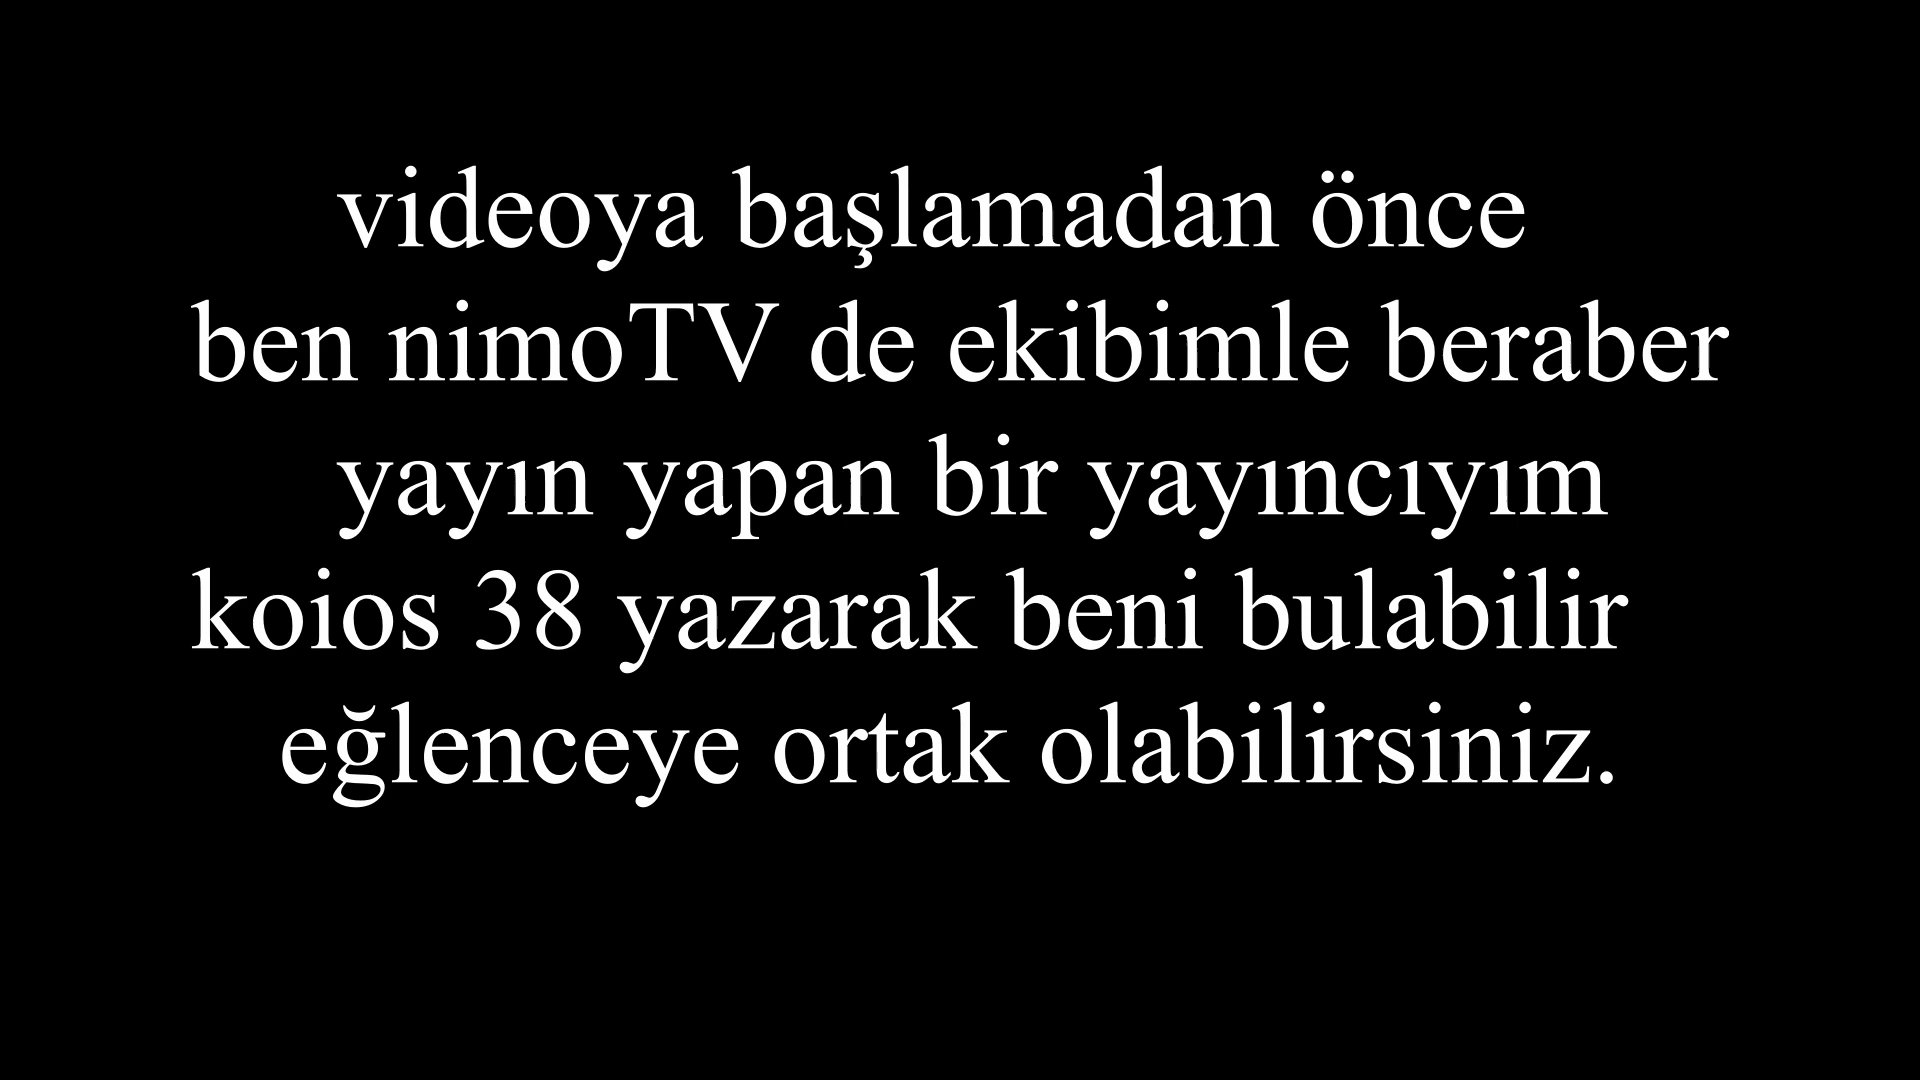 videoya başlamadan önce
ben nimoTV de ekibimle beraber
yayın yapan bir yayıncıyım
koios 38 yazarak beni bulabilir
eğlenceye ortak olabilirsiniz.